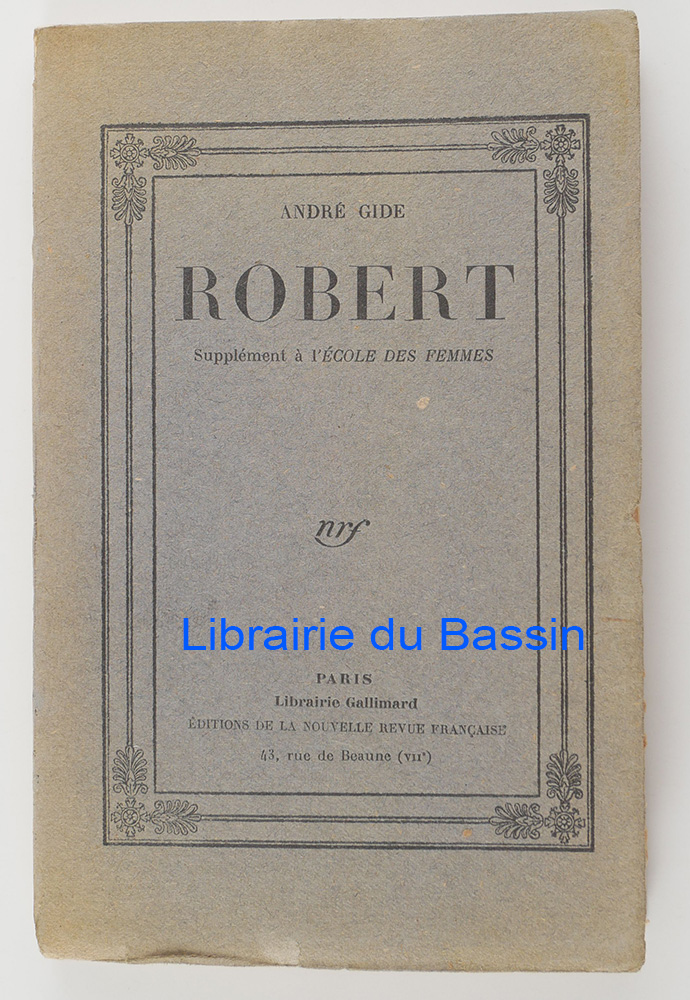 ANDRÉ GIDE
ROBERT
Supplément à l'ÉCOLE DES FEMMES
nrf
Librairie du Bassin
PARIS
Librairie Gallimard
ÉDITIONS DE LA NOUVELLE REVUE FRANÇAISE
43, rue de Beaune (VIIᵉ)